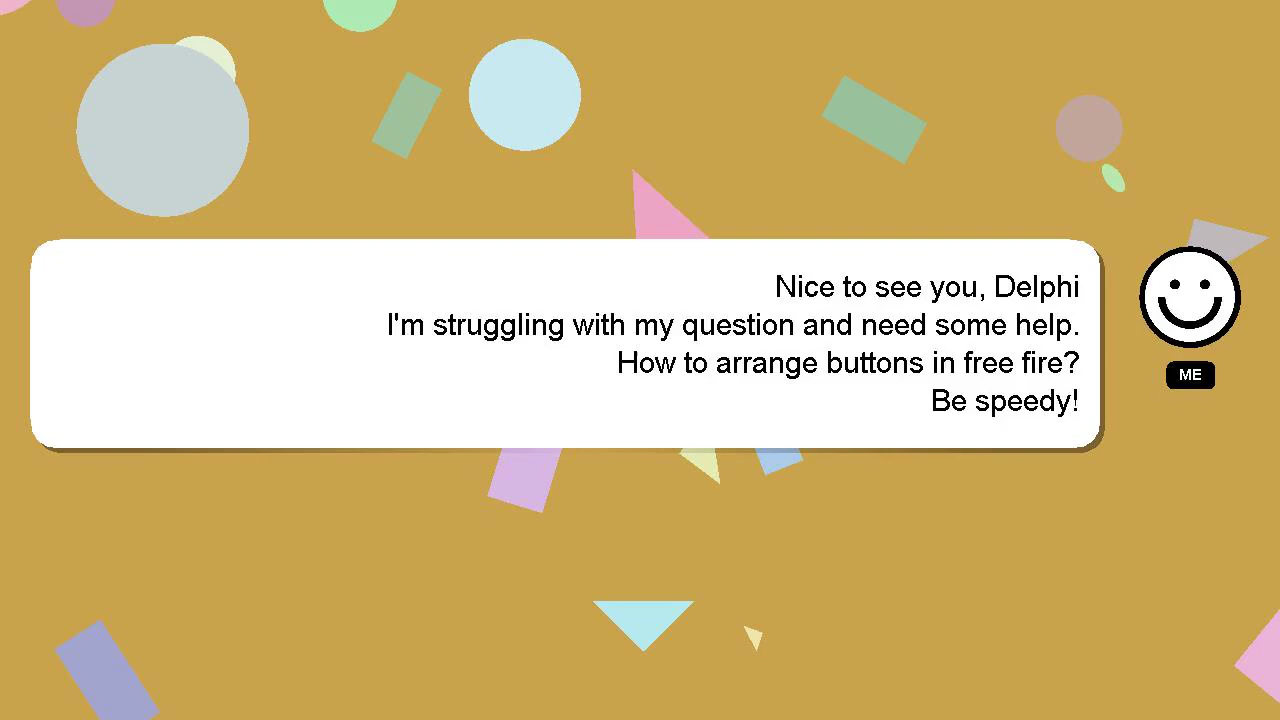 Nice to see you, Delphi
I'm struggling with my question and need some help.
How to arrange buttons in free fire?
Be speedy!
ME